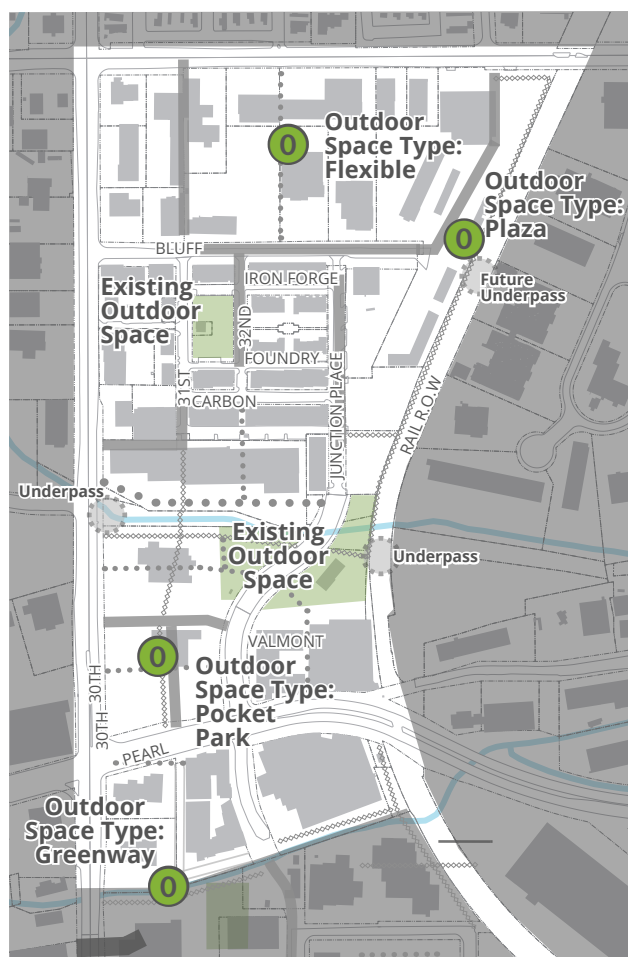 Outdoor
Space Type:
Flexible
O
Outdoor
Space Type:
Plaza
O
BLUFF
Future
Underpass
IRON FORGE
Existing
Outdoor
Space
32ND
FOUNDRY
JUNCTION PLACE
31ST
CARBON
RAIL R.O.W
Underpass
Existing
Outdoor
Space
Underpass
VALMONT
O
Outdoor
Space Type:
Pocket
Park
30TH
30TH
PEARL
Outdoor
Space Type:
Greenway
O